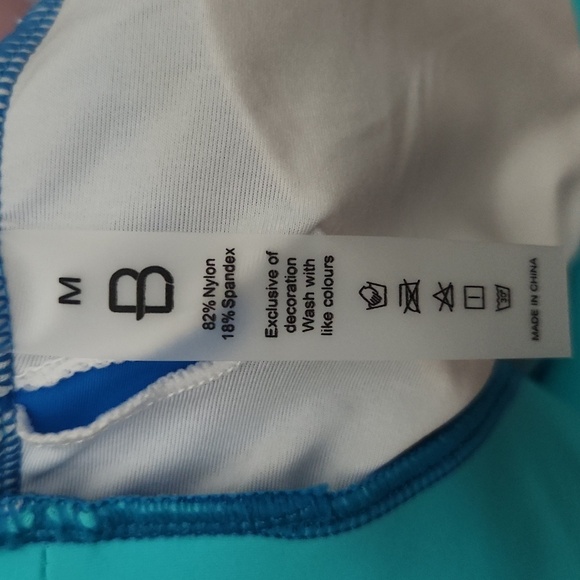 M
B
82% Nylon
18% Spandex
Exclusive of
decoration
Wash with
like colours
MADE IN CHINA